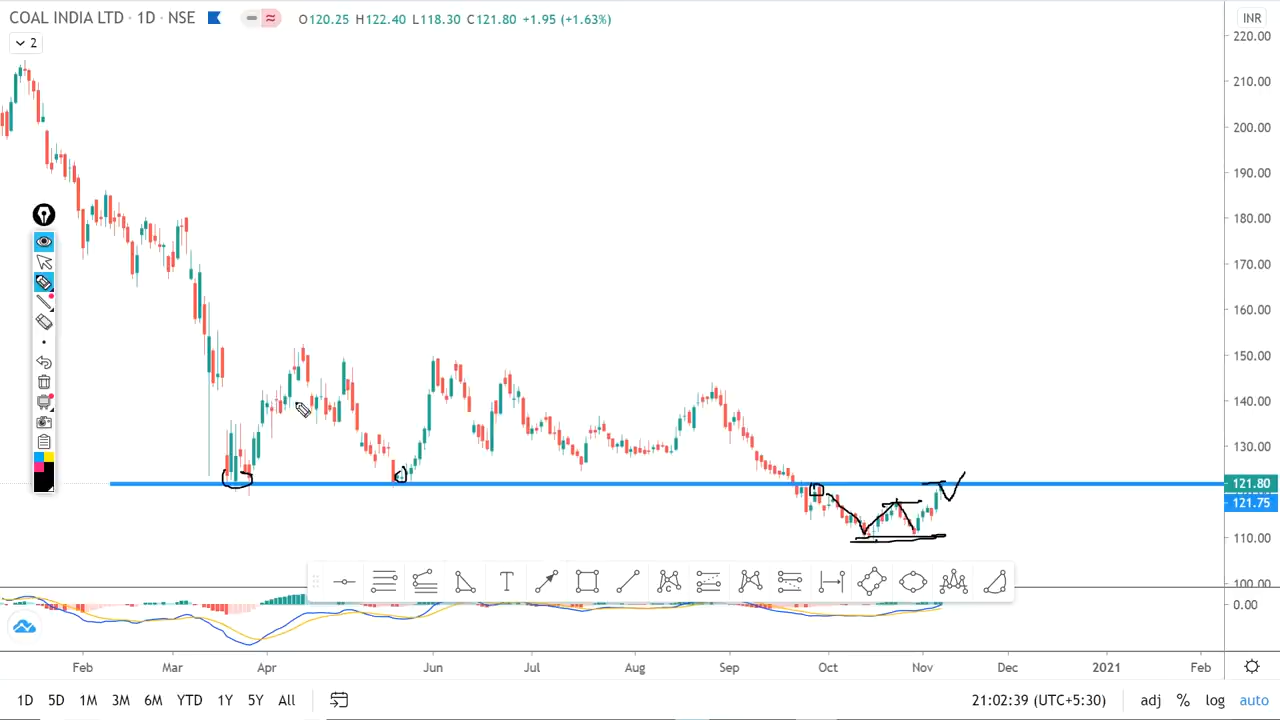 COAL INDIA LTD · 1D · NSE
O120.25 H122.40 L118.30 C121.80 +1.95 (+1.63%)
INR
2
220.00
210.00
200.00
190.00
180.00
170.00
160.00
150.00
140.00
130.00
121.80
121.75
110.00
100.00
T
0.00
Feb Mar Apr Jun Jul Aug Sep Oct Nov Dec 2021 Feb
1D 5D 1M 3M 6M YTD 1Y 5Y All
21:02:39 (UTC+5:30) adj % log auto